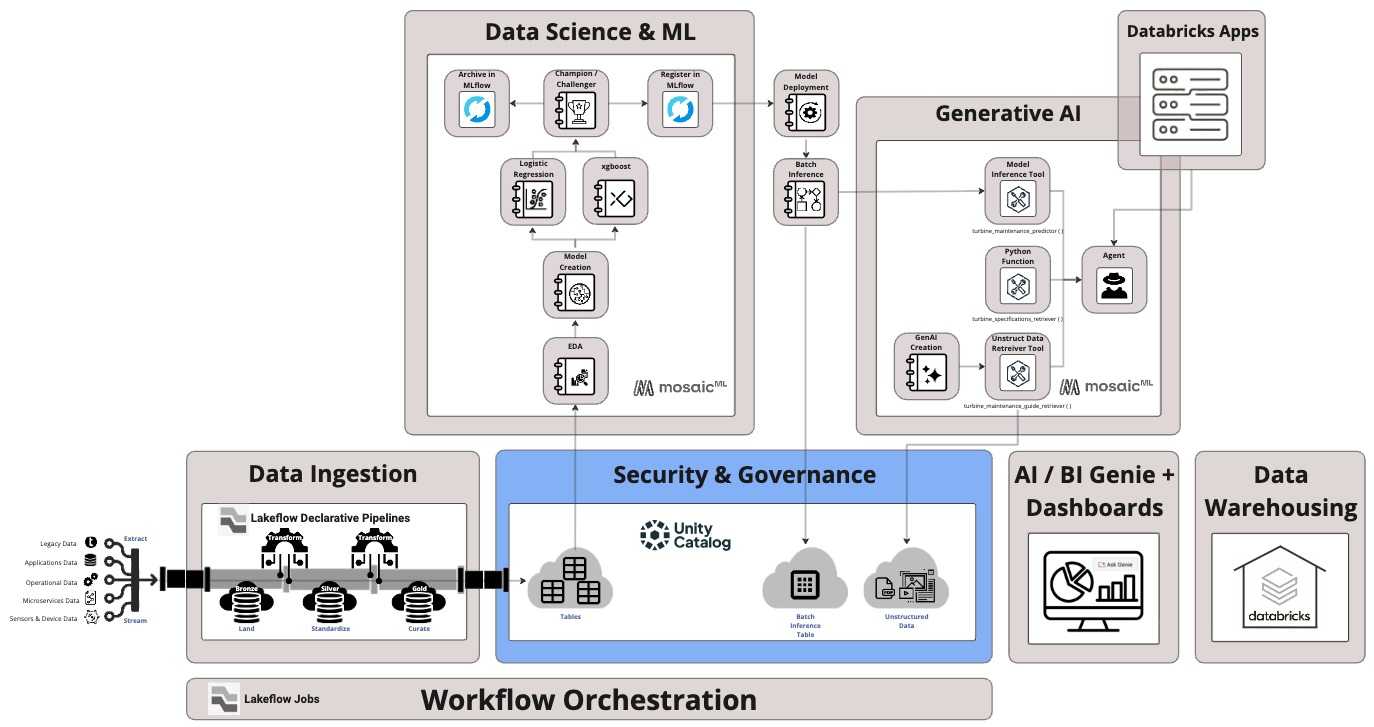 Data Science & ML
Archive in
MLflow
Champion /
Challenger
Register in
MLflow
Logistic
Regression
xgboost
Model
Creation
EDA
mosaic ML
Model
Deployment
Batch
Inference
Generative AI
Model
Inference Tool
turbine_maintenance_predictor ( )
Python
Function
turbine_specifications_retriever ( )
GenAI
Creation
Unstruct Data
Retreiver Tool
turbine_maintenance_guide_retriever ( )
Agent
mosaic ML
Databricks Apps
Legacy Data
Applications Data
Operational Data
Microservices Data
Sensors & Device Data
Extract
Stream
Data Ingestion
Lakeflow Declarative Pipelines
Transform
Transform
Bronze
Silver
Gold
Land
Standardize
Curate
Security & Governance
Unity
Catalog
Tables
Batch
Inference
Table
PDF
Unstructured
Data
AI / BI Genie +
Dashboards
Ask Genie
Data
Warehousing
databricks
Lakeflow Jobs
Workflow Orchestration